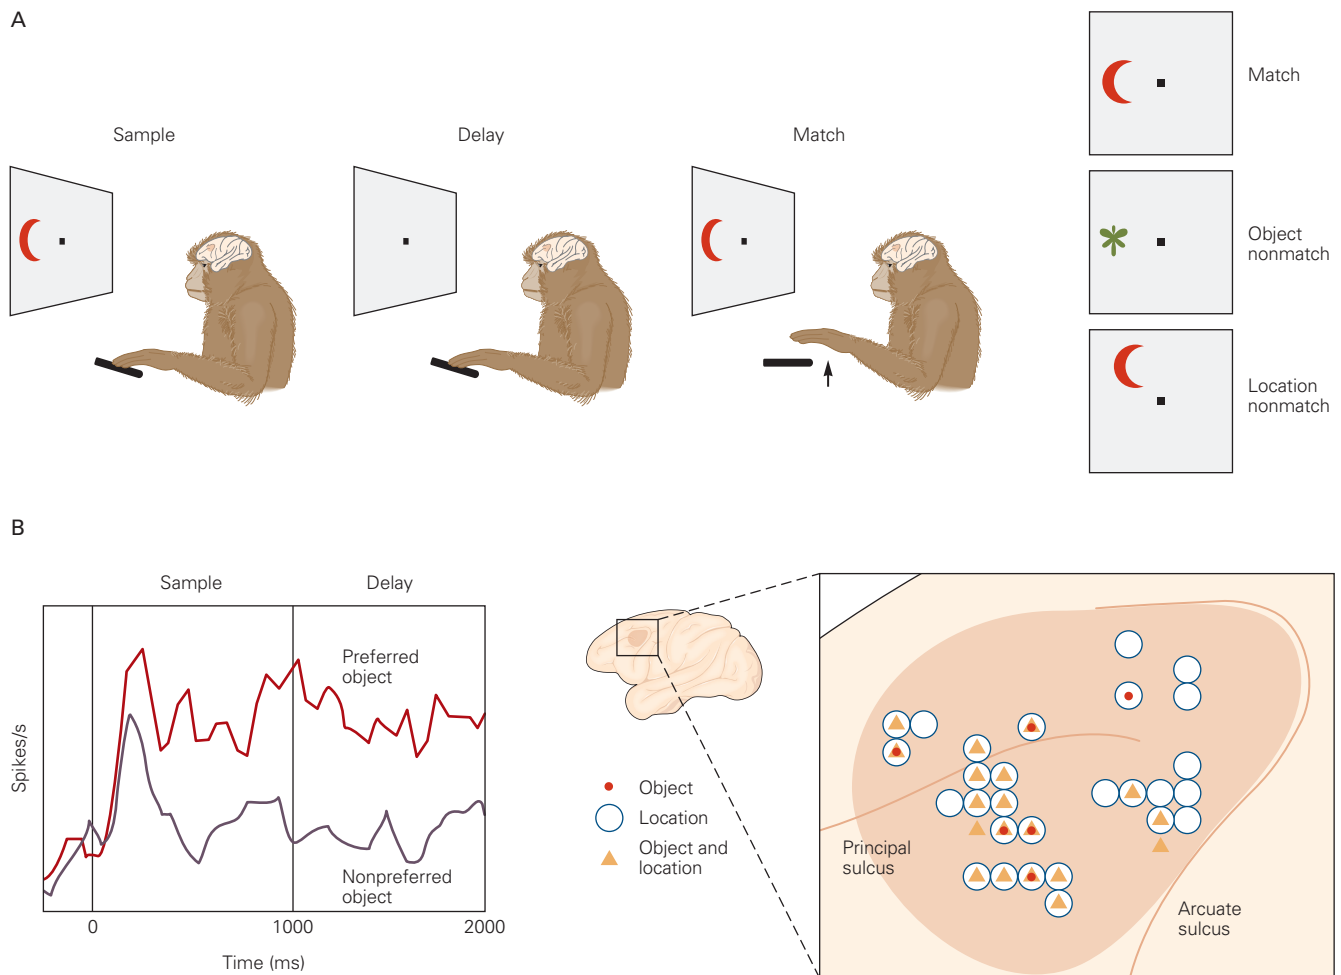 A
Sample
Delay
Match
Match
Object
nonmatch
Location
nonmatch
B
Sample
Delay
Preferred
object
Nonpreferred
object
Spikes/s
0
1000
2000
Time (ms)
Object
Location
Object and
location
Principal
sulcus
Arcuate
sulcus